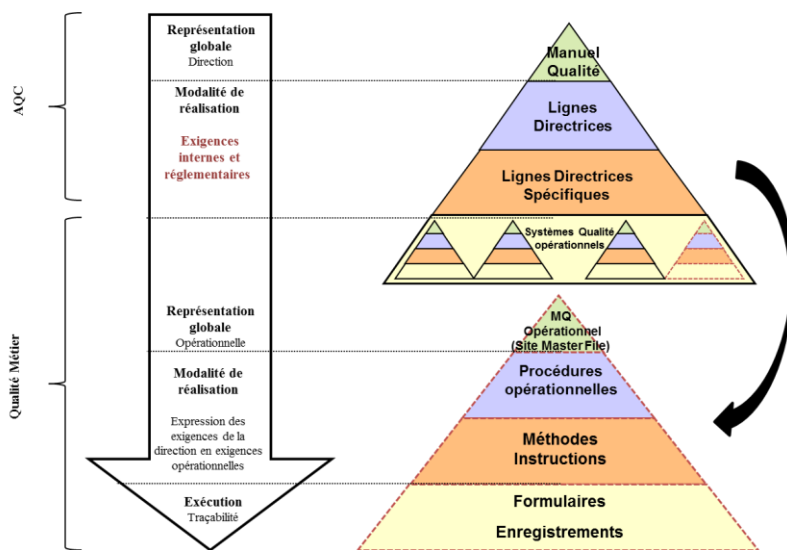 AQC
Qualité Métier
Représentation
globale
Direction
Modalité de
réalisation
Exigences
internes et
réglementaires
Représentation
globale
Opérationnelle
Modalité de
réalisation
Expression des
exigences de la
direction en exigences
opérationnelles
Exécution
Traçabilité
Manuel
Qualité
Lignes
Directrices
Lignes Directrices
Spécifiques
Systèmes Qualité
opérationnels
MQ
Opérationnel
(Site Master File)
Procédures
opérationnelles
Méthodes
Instructions
Formulaires
Enregistrements